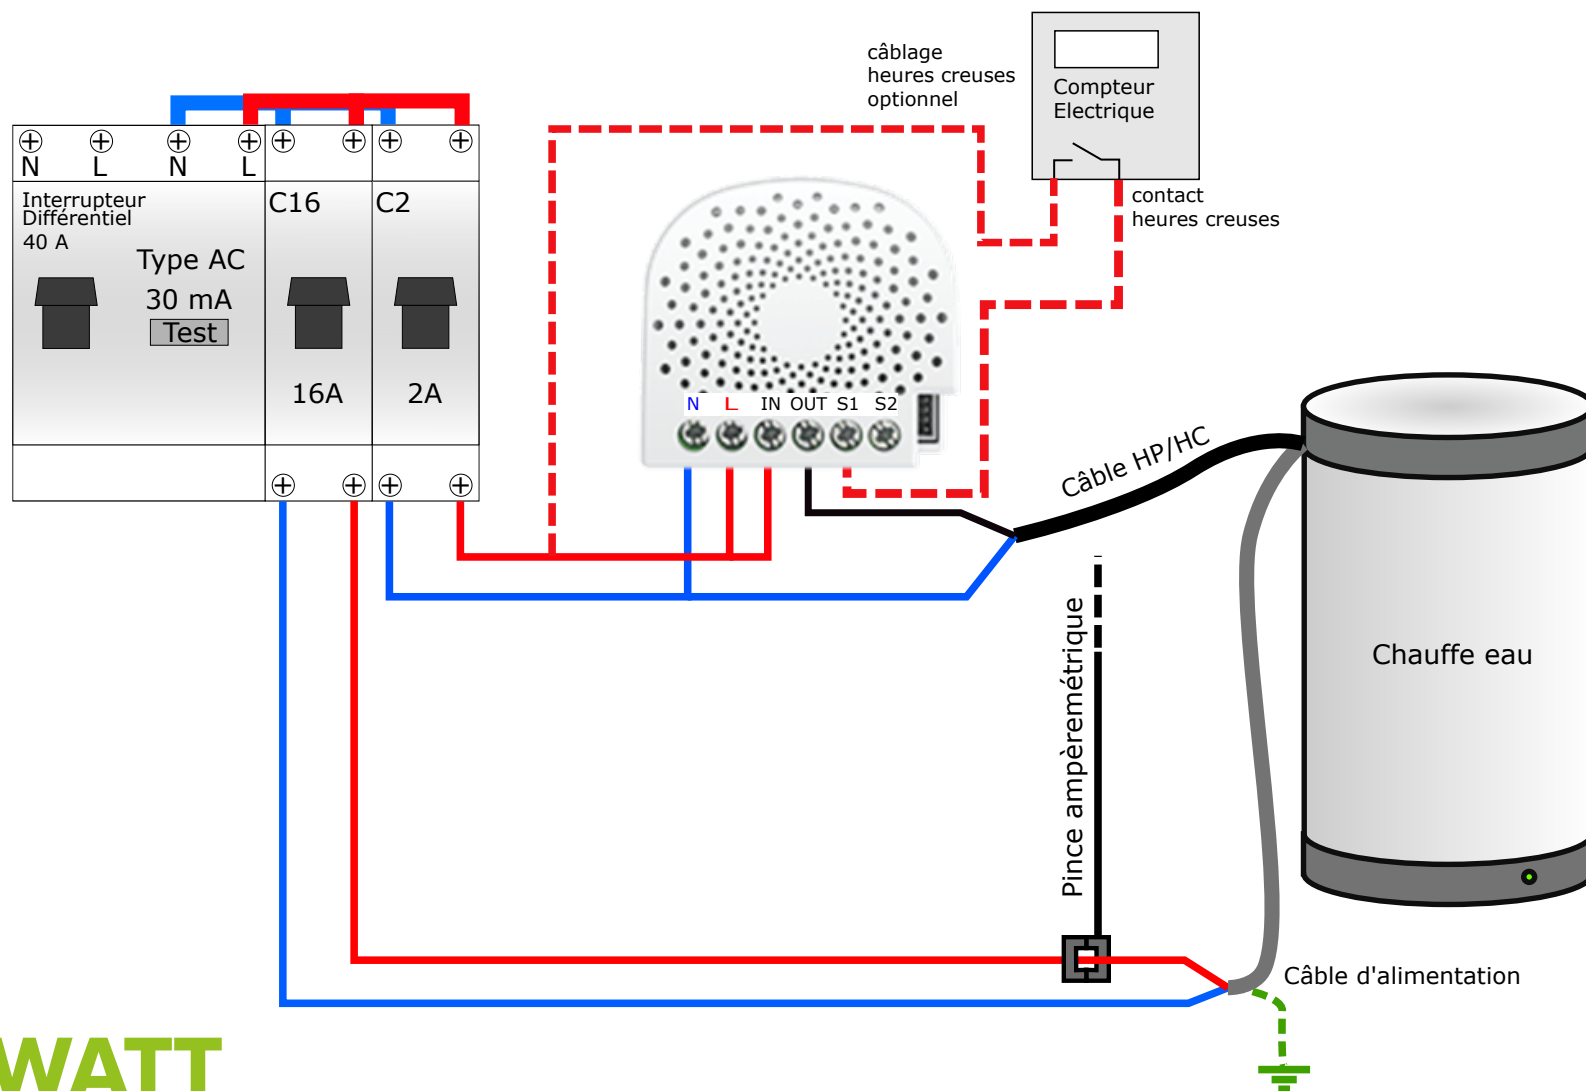 câblage
heures creuses
optionnel
Compteur
Electrique
contact
heures creuses
N L N L
Interrupteur
Différentiel
40 A
Type AC
30 mA
Test
C16
16A
C2
2A
N L IN OUT S1 S2
Câble HP/HC
Pince ampèremétrique
Chauffe eau
Câble d'alimentation
WATT